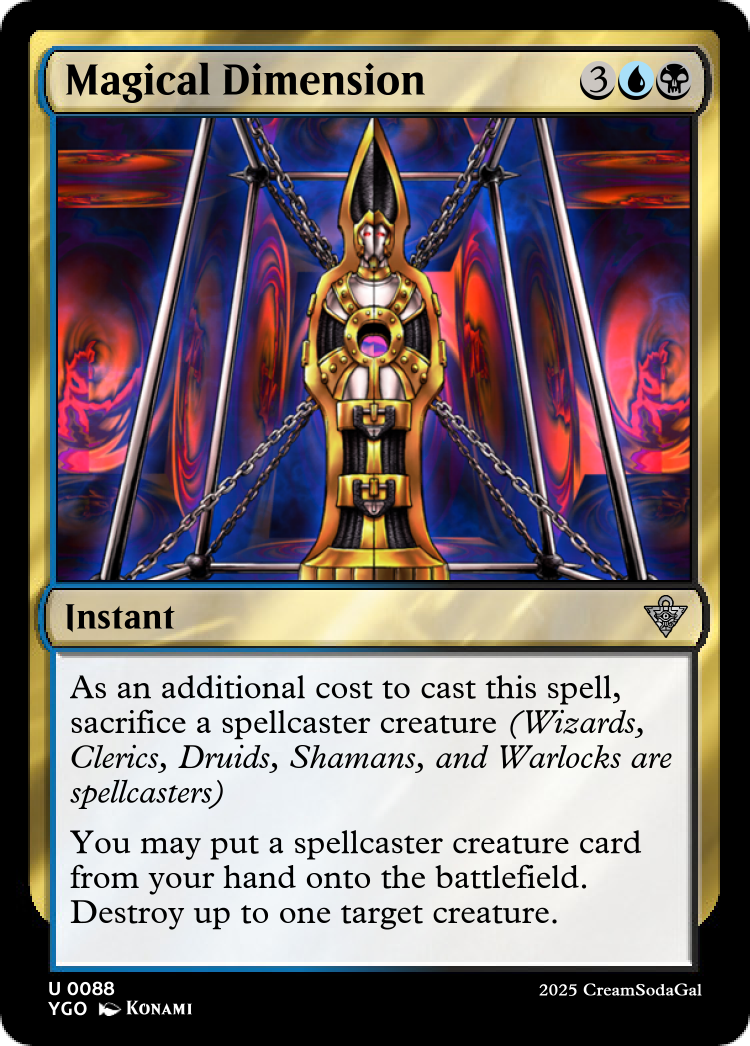 Magical Dimension 3
Instant
As an additional cost to cast this spell,
sacrifice a spellcaster creature (Wizards,
Clerics, Druids, Shamans, and Warlocks are
spellcasters)
You may put a spellcaster creature card
from your hand onto the battlefield.
Destroy up to one target creature.
U 0088
YGO KONAMI
2025 CreamSodaGal